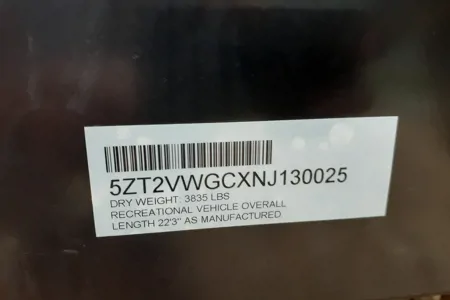 5ZT2VWGCXNJ130025
DRY WEIGHT: 3835 LBS
RECREATIONAL VEHICLE OVERALL
LENGTH 22'3" AS MANUFACTURED.